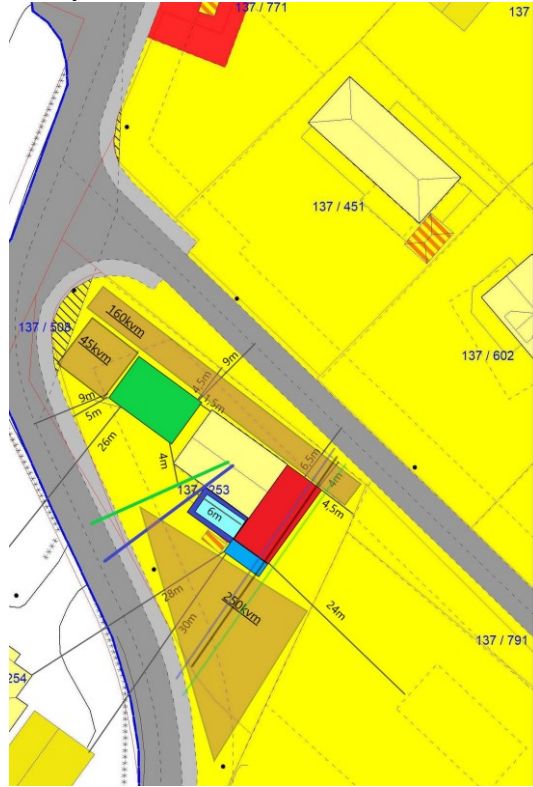 137 / 771
137
137 / 451
137 / 508
160kvm
45kvm
9m
4,5m
1,5m
137 / 602
9m
5m
26m
4m
6,5m
137 / 253
4m
4,5m
6m
28m
30m
250kvm
24m
137 / 791
254